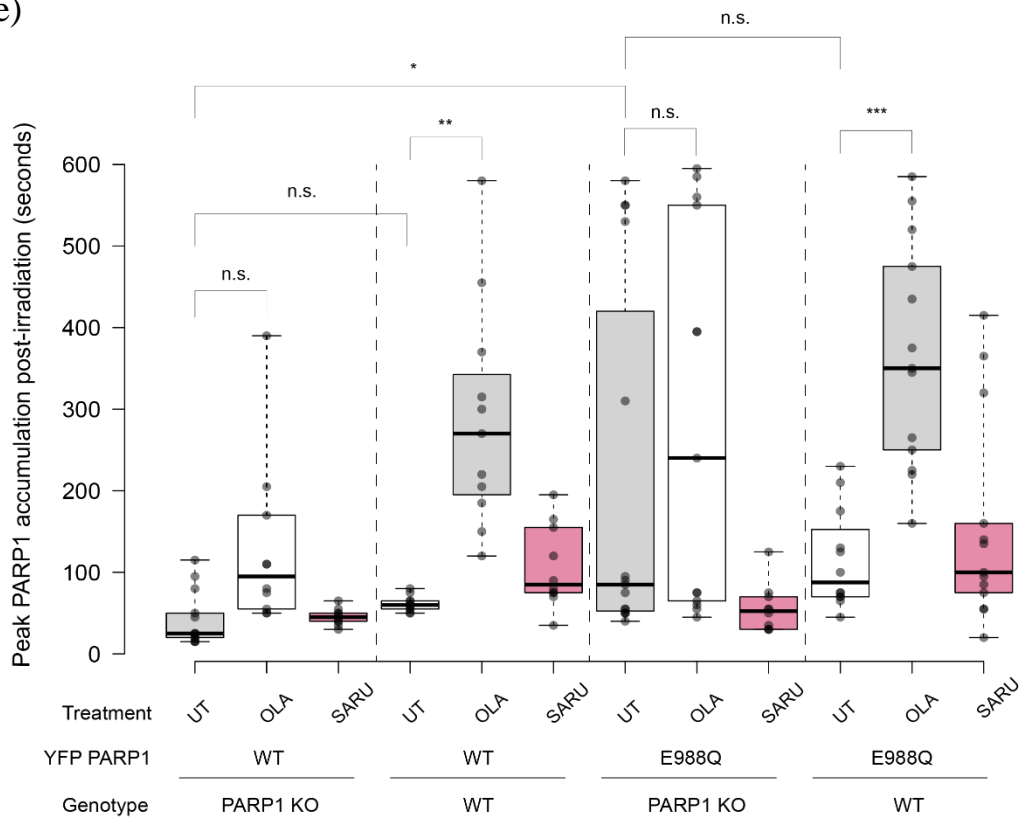 e)
n.s.
*
n.s.
**
n.s.
***
n.s.
Peak PARP1 accumulation post-irradiation (seconds)
600
500
400
300
200
100
0
Treatment UT OLA SARU UT OLA SARU UT OLA SARU UT OLA SARU
YFP PARP1 WT WT E988Q E988Q
Genotype PARP1 KO WT PARP1 KO WT